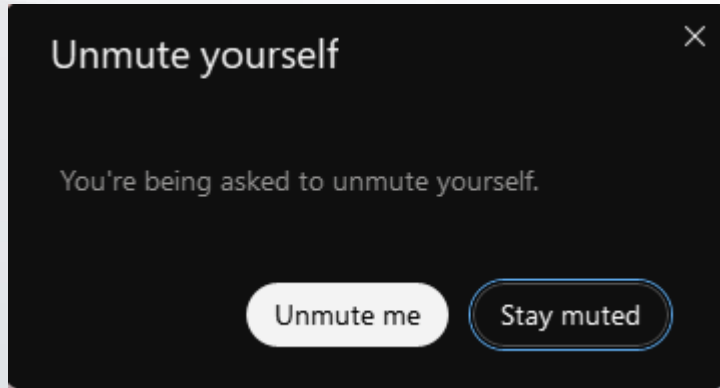 Unmute yourself
You're being asked to unmute yourself.
Unmute me
Stay muted